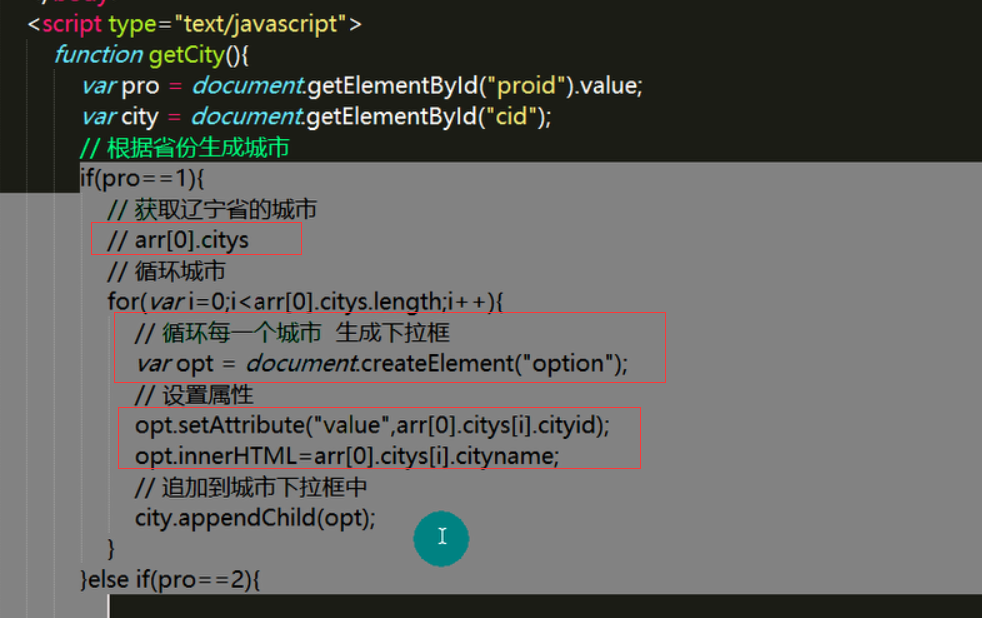 </body>
<script type="text/javascript">
function getCity(){
var pro = document.getElementById("proid").value;
var city = document.getElementById("cid");
// 根据省份生成城市
if(pro==1){
// 获取辽宁省的城市
// arr[0].citys
// 循环城市
for(var i=0;i<arr[0].citys.length;i++){
// 循环每一个城市 生成下拉框
var opt = document.createElement("option");
// 设置属性
opt.setAttribute("value",arr[0].citys[i].cityid);
opt.innerHTML=arr[0].citys[i].cityname;
// 追加到城市下拉框中
city.appendChild(opt);
}
}else if(pro==2){